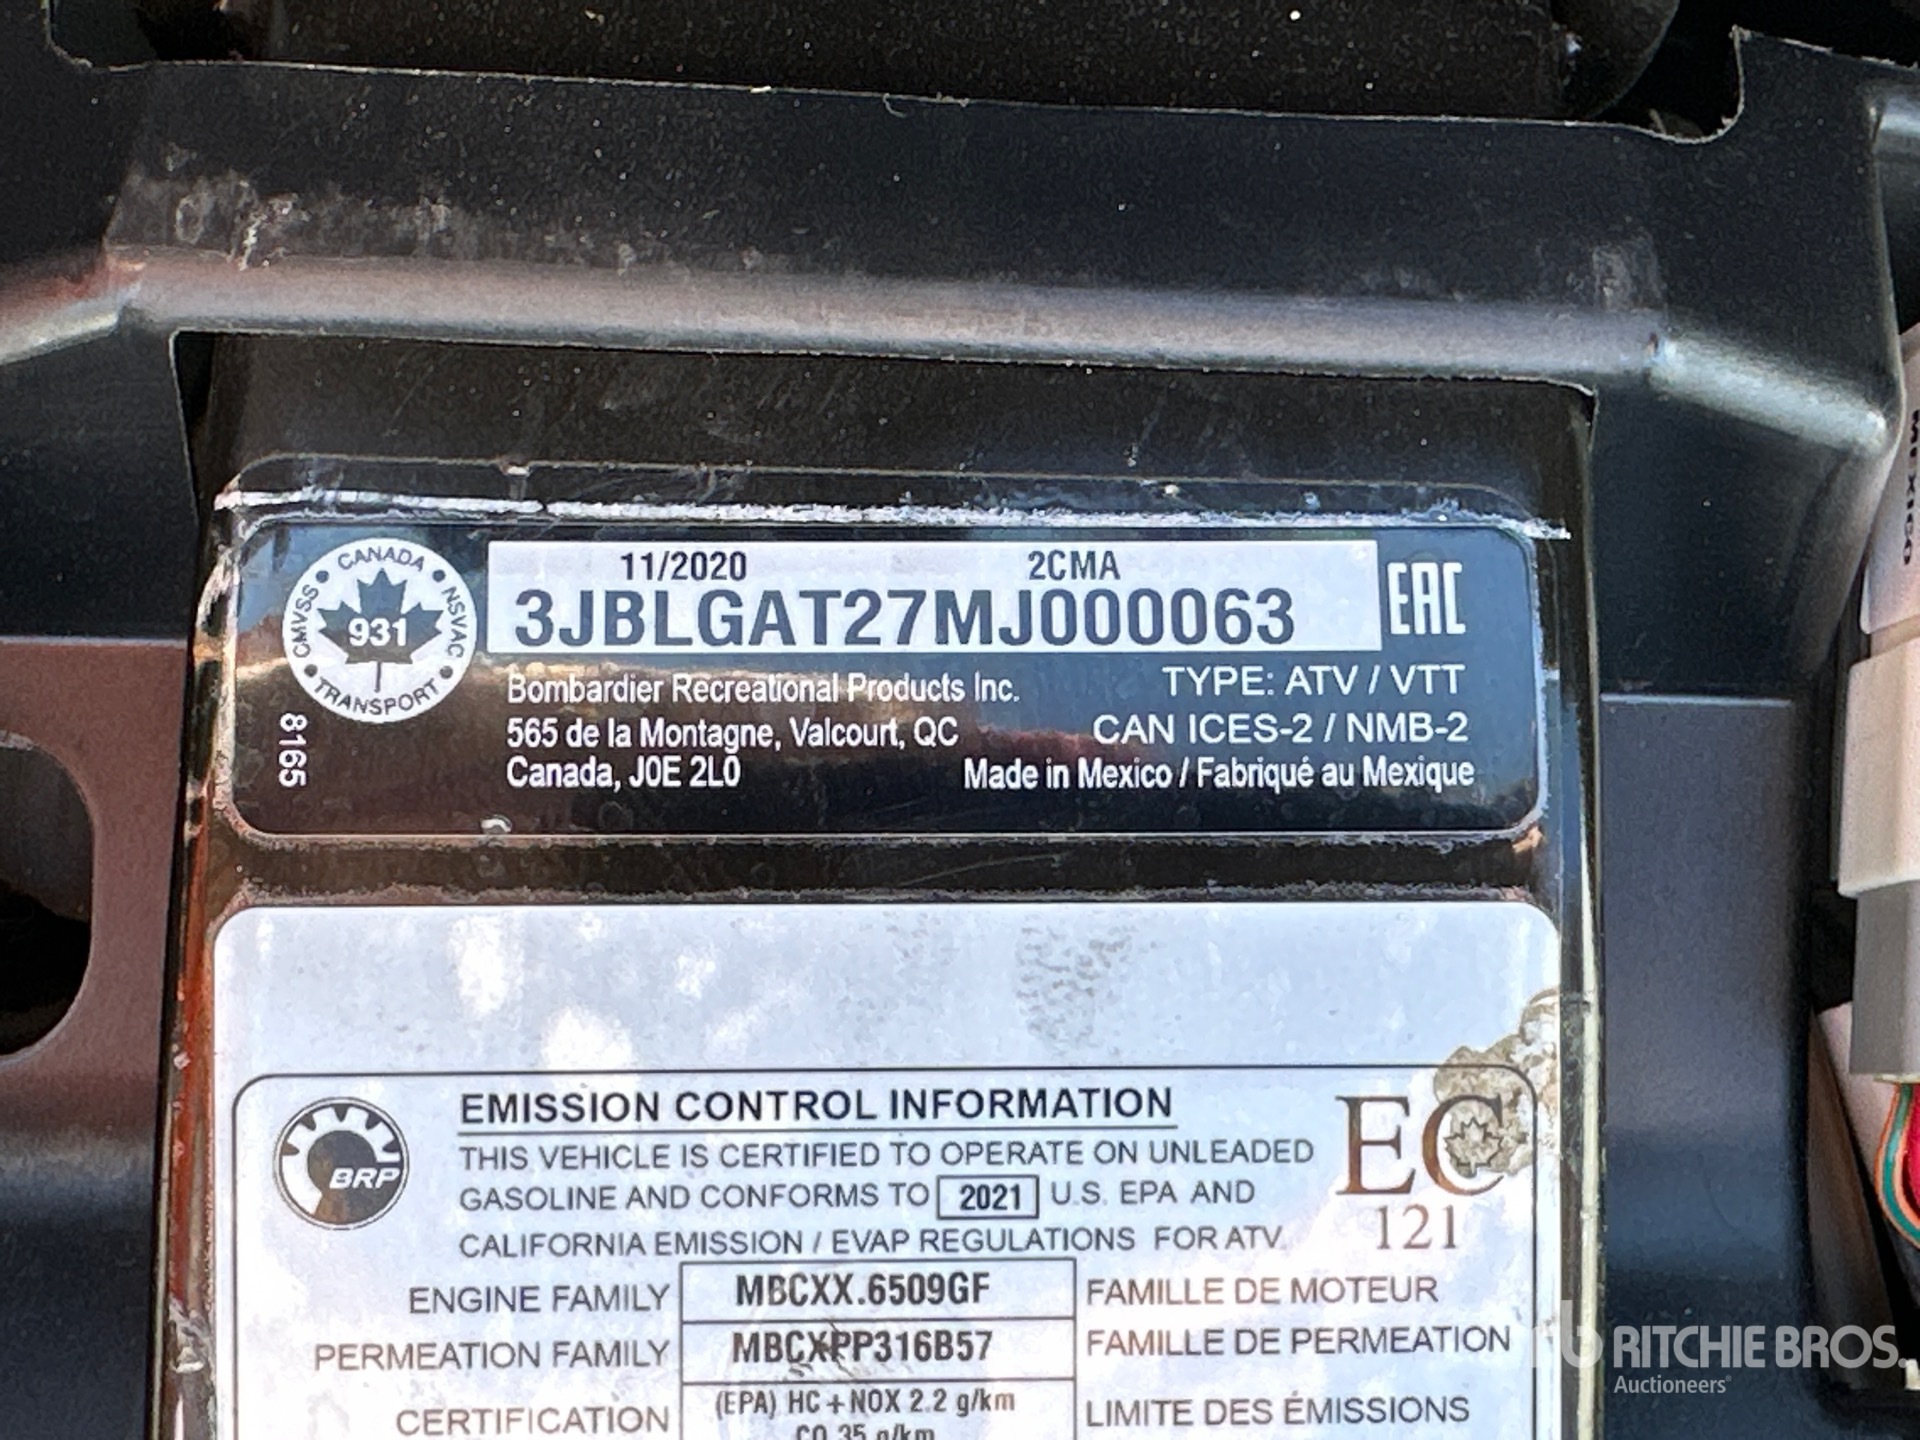 11/2020 2CMA
3JBLGAT27MJ000063
EAC
CANADA
CMVSS
931
NSVAC
TRANSPORT
8165
Bombardier Recreational Products Inc.
565 de la Montagne, Valcourt, QC
Canada, J0E 2L0
TYPE: ATV / VTT
CAN ICES-2 / NMB-2
Made in Mexico / Fabriqué au Mexique
MEXICO
BRP
EMISSION CONTROL INFORMATION
THIS VEHICLE IS CERTIFIED TO OPERATE ON UNLEADED
GASOLINE AND CONFORMS TO 2021 U.S. EPA AND
CALIFORNIA EMISSION / EVAP REGULATIONS FOR ATV.
EC
121
ENGINE FAMILY MBCXX.6509GF FAMILLE DE MOTEUR
PERMEATION FAMILY MBCXPP316B57 FAMILLE DE PERMEATION
CERTIFICATION (EPA) HC + NOX 2.2 g/km LIMITE DES ÉMISSIONS
CO 35 g/km
RITCHIE BROS.
Auctioneers